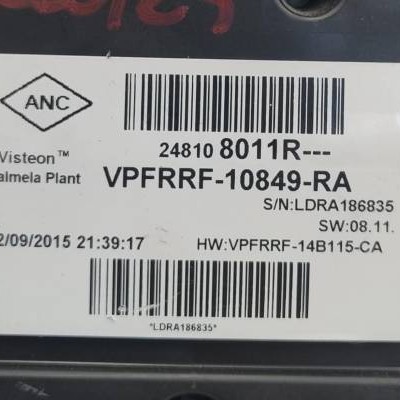 ANC
24810 8011R---
Visteon™
almela Plant
VPFRRF-10849-RA
S/N:LDRA186835
SW:08.11.
2/09/2015 21:39:17
HW:VPFRRF-14B115-CA
*LDRA186835*